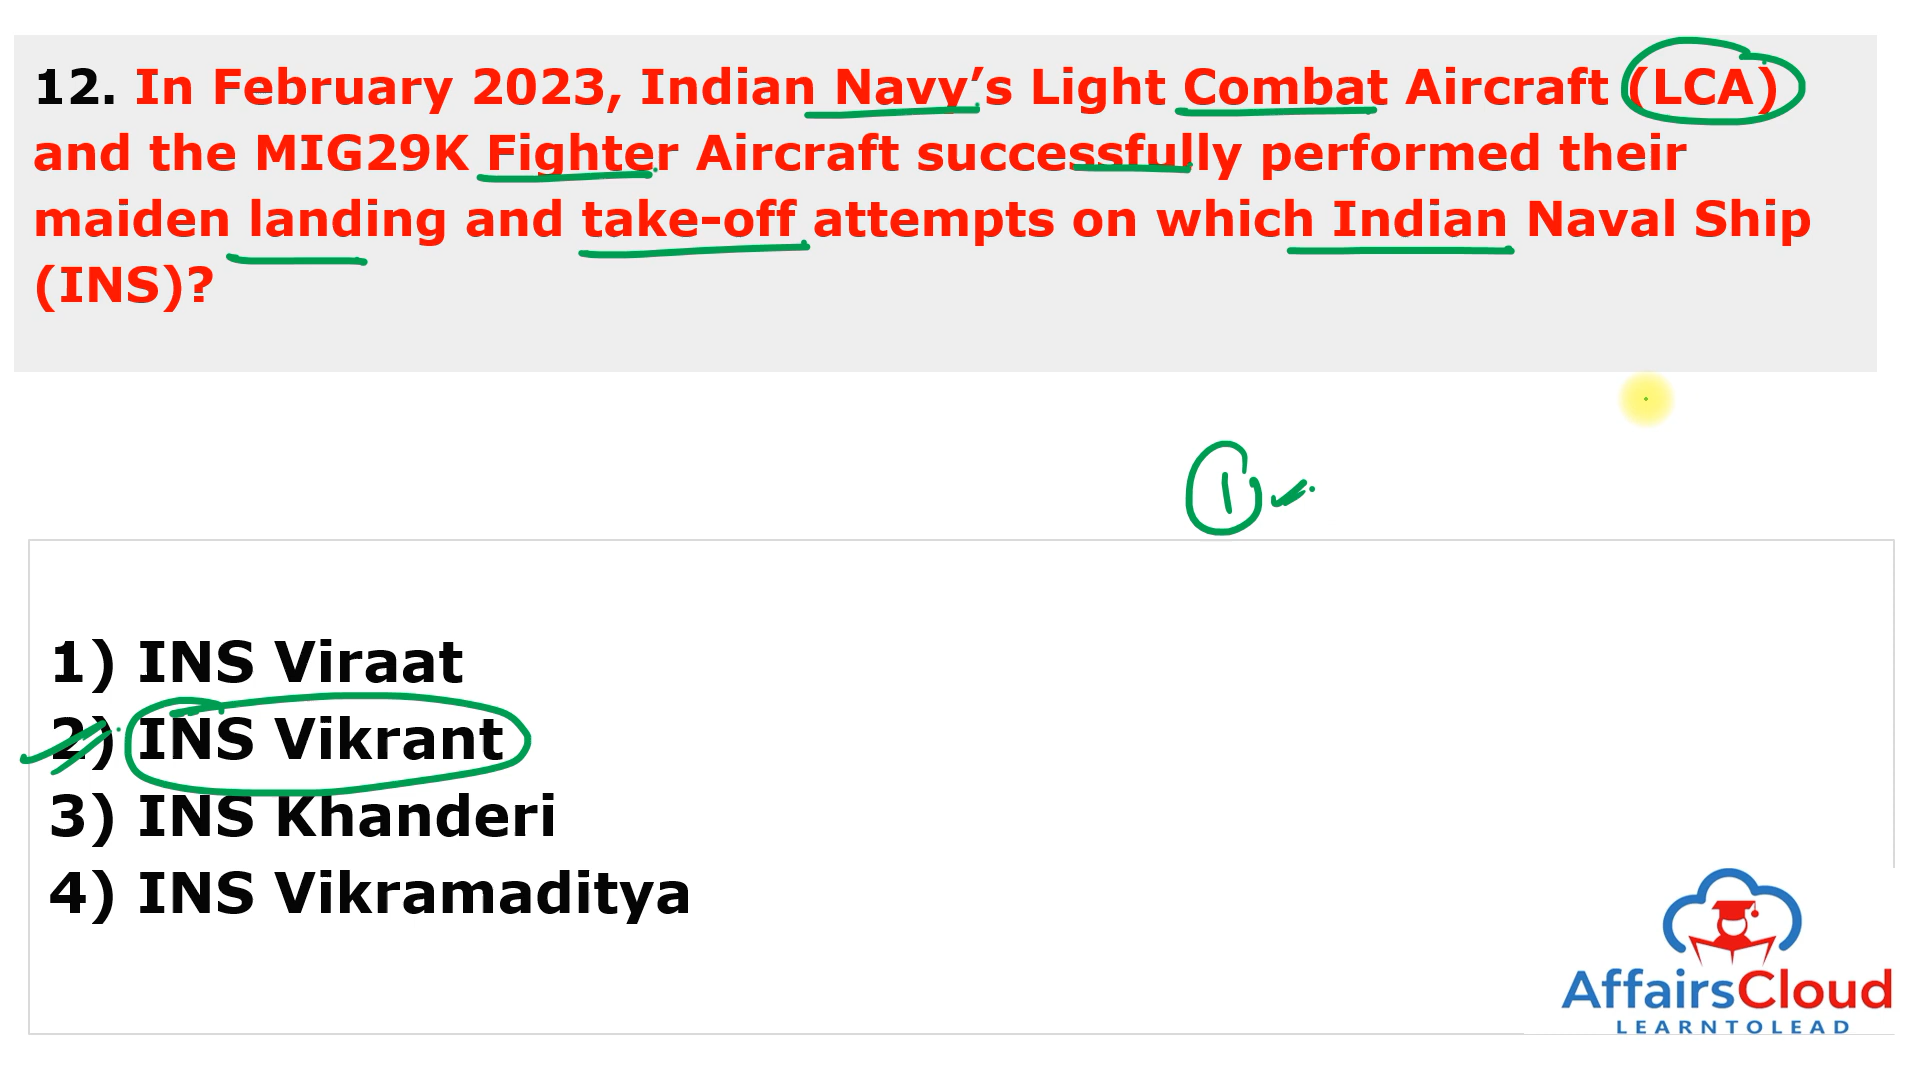 12. In February 2023, Indian Navy’s Light Combat Aircraft (LCA)
and the MIG29K Fighter Aircraft successfully performed their
maiden landing and take-off attempts on which Indian Naval Ship
(INS)?
1
1) INS Viraat
2) INS Vikrant
3) INS Khanderi
4) INS Vikramaditya
AffairsCloud
LEARNTOLEAD